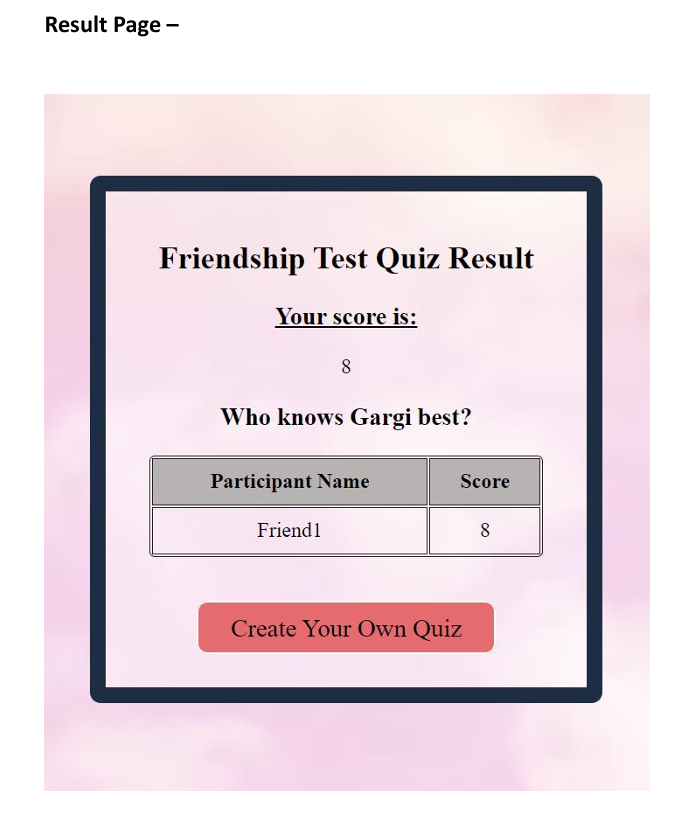 Result Page –
Friendship Test Quiz Result
Your score is:
8
Who knows Gargi best?
Participant Name Score
Friend1 8
Create Your Own Quiz